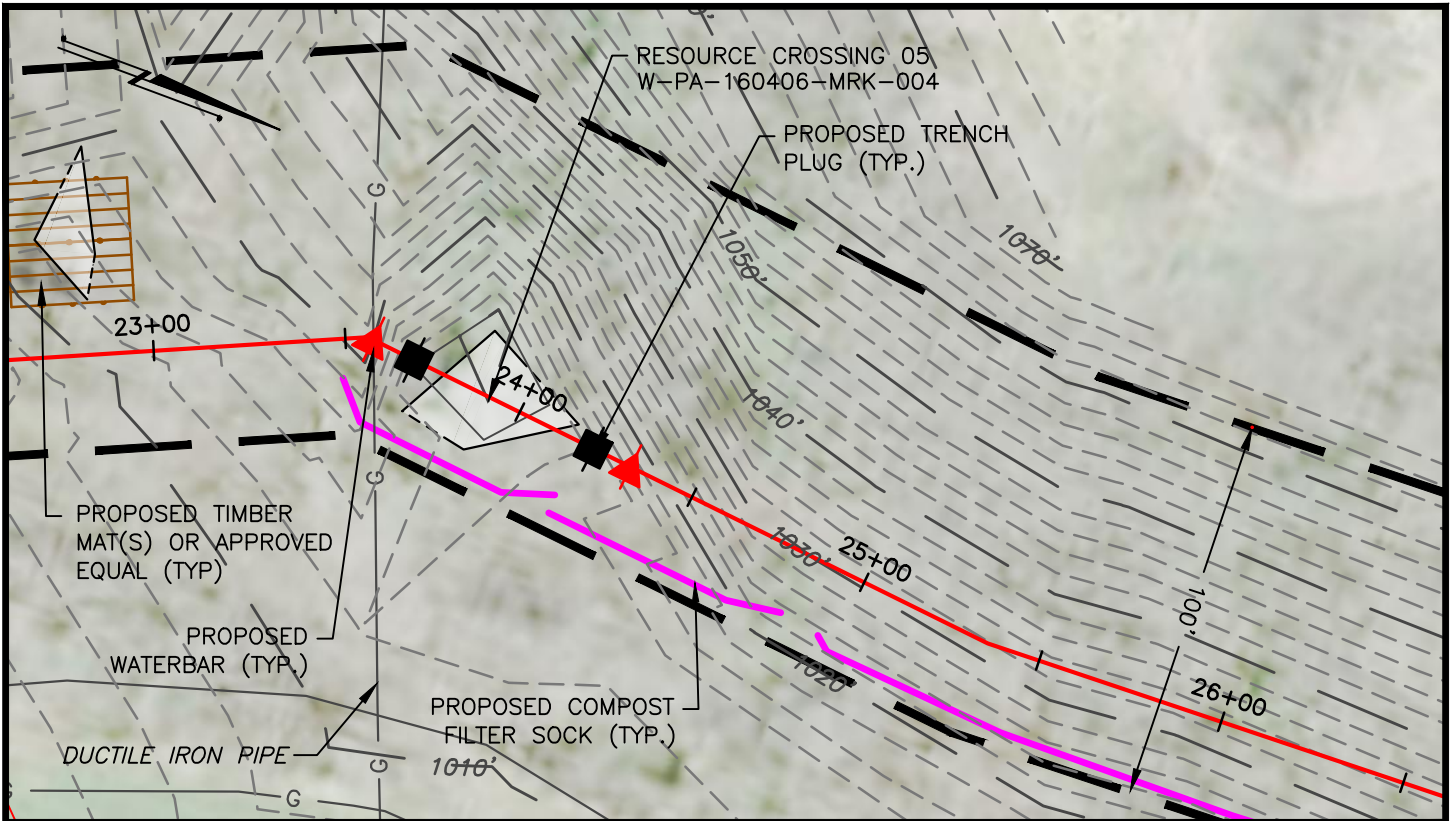 RESOURCE CROSSING 05
W-PA-160406-MRK-004
PROPOSED TRENCH
PLUG (TYP.)
G
1050'
1070'
23+00
24+00
1040'
G
PROPOSED TIMBER
MAT(S) OR APPROVED
EQUAL (TYP)
1030'
25+00
100'
PROPOSED
WATERBAR (TYP.)
1020'
26+00
PROPOSED COMPOST
FILTER SOCK (TYP.)
DUCTILE IRON PIPE
G
1010'
G